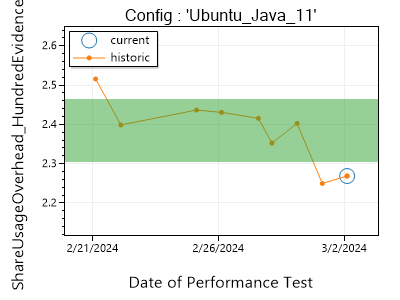 Config : 'Ubuntu_Java_11'
ShareUsageOverhead_HundredEvidence
current
historic
2.6
2.5
2.4
2.3
2.2
2/21/2024
2/26/2024
3/2/2024
Date of Performance Test